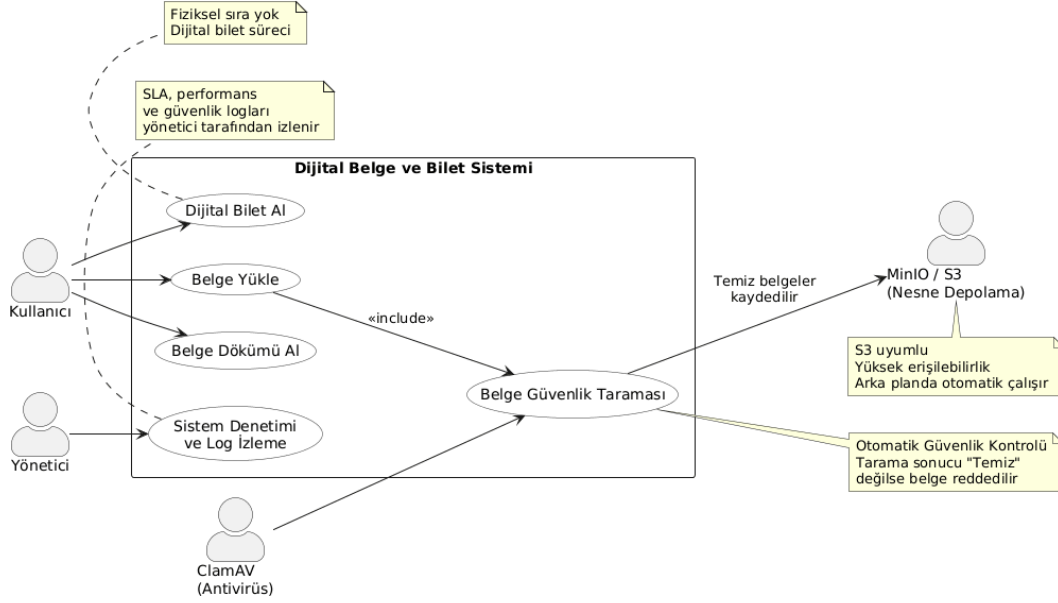 Fiziksel sıra yok
Dijital bilet süreci
SLA, performans
ve güvenlik logları
yönetici tarafından izlenir
Dijital Belge ve Bilet Sistemi
Dijital Bilet Al
Belge Yükle
Belge Dökümü Al
Sistem Denetimi
ve Log İzleme
Kullanıcı
Yönetici
ClamAV
(Antivirüs)
«include»
Belge Güvenlik Taraması
Temiz belgeler
kaydedilir
MinIO / S3
(Nesne Depolama)
S3 uyumlu
Yüksek erişilebilirlik
Arka planda otomatik çalışır
Otomatik Güvenlik Kontrolü
Tarama sonucu "Temiz"
değilse belge reddedilir